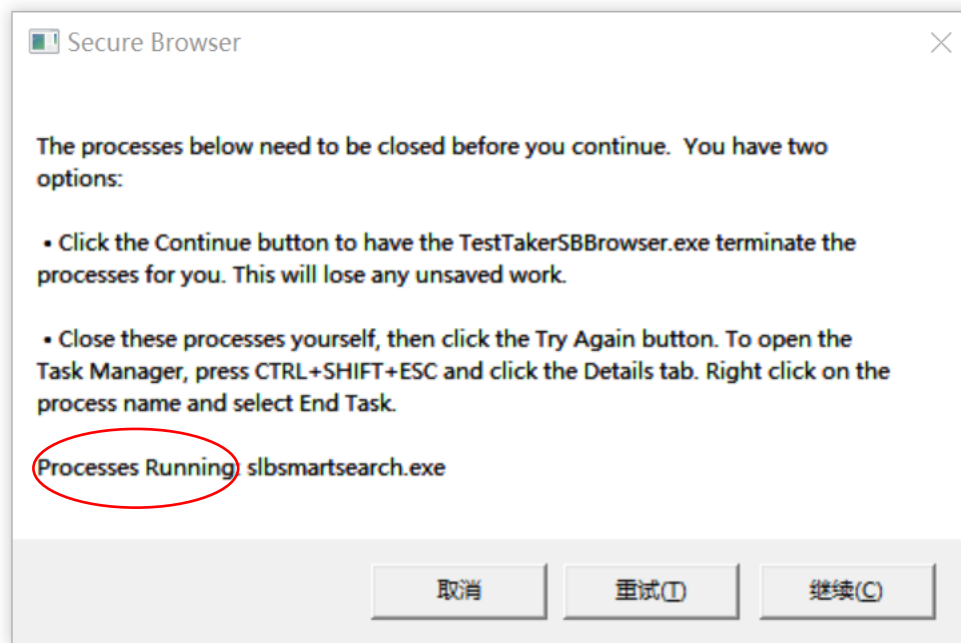 Secure Browser
The processes below need to be closed before you continue.  You have two
options:
▪ Click the Continue button to have the TestTakerSBBrowser.exe terminate the
processes for you. This will lose any unsaved work.
▪ Close these processes yourself, then click the Try Again button. To open the
Task Manager, press CTRL+SHIFT+ESC and click the Details tab. Right click on the
process name and select End Task.
Processes Running: slbsmartsearch.exe
取消
重试(T)
继续(C)